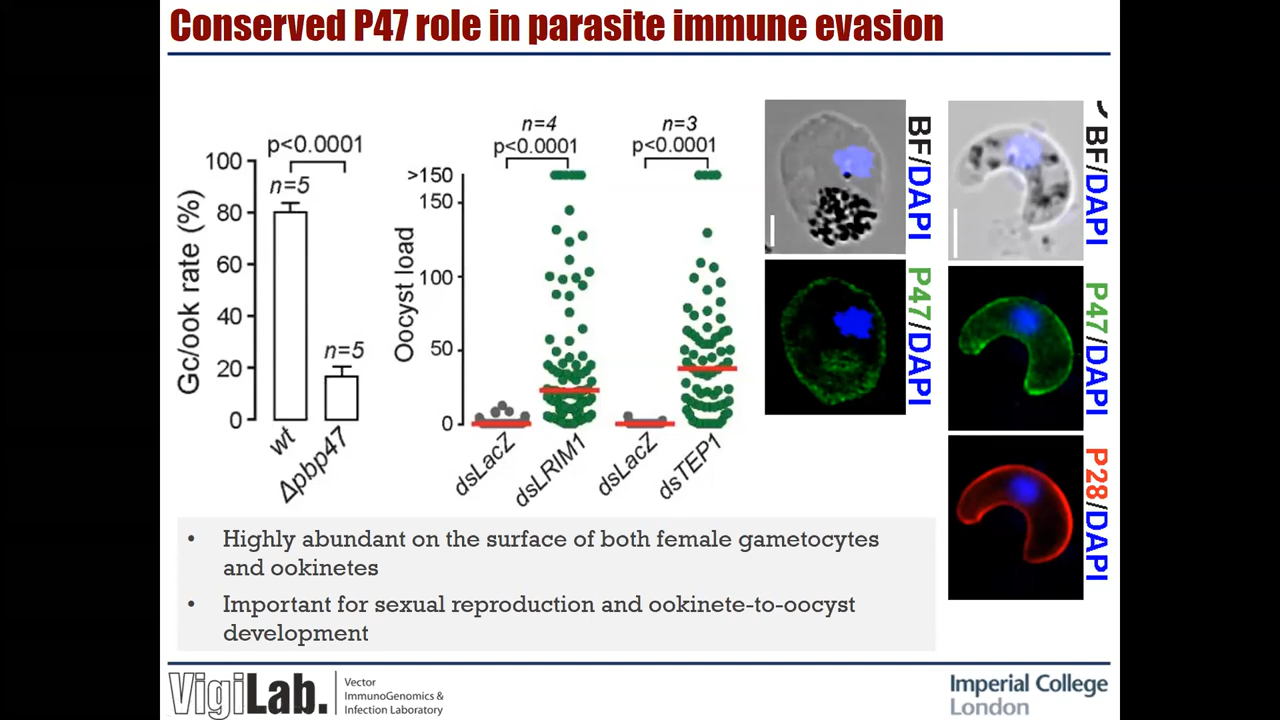 Conserved P47 role in parasite immune evasion
Gc/ook rate (%)
100
80
60
40
20
0
p<0.0001
n=5
n=5
wt
Δpbp47
Oocyst load
>150
150
100
50
0
n=4
p<0.0001
n=3
p<0.0001
dsLacZ
dsLRIM1
dsLacZ
dsTEP1
BF/DAPI
P47/DAPI
BF/DAPI
P47/DAPI
P28/DAPI
• Highly abundant on the surface of both female gametocytes
and ookinetes
• Important for sexual reproduction and ookinete-to-oocyst
development
VigiLab.
Vector
ImmunoGenomics &
Infection Laboratory
Imperial College
London